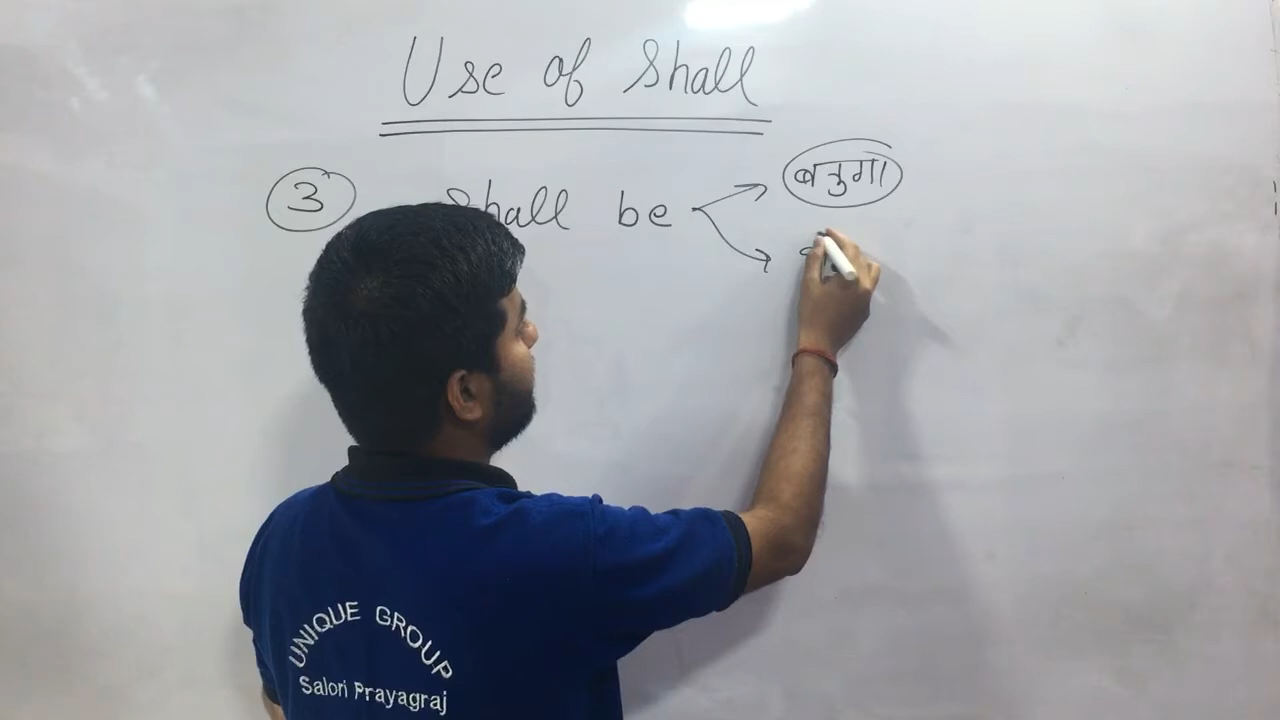 Use of Shall
3 Shall be बनुगा
UNIQUE GROUP
Salori Prayagraj